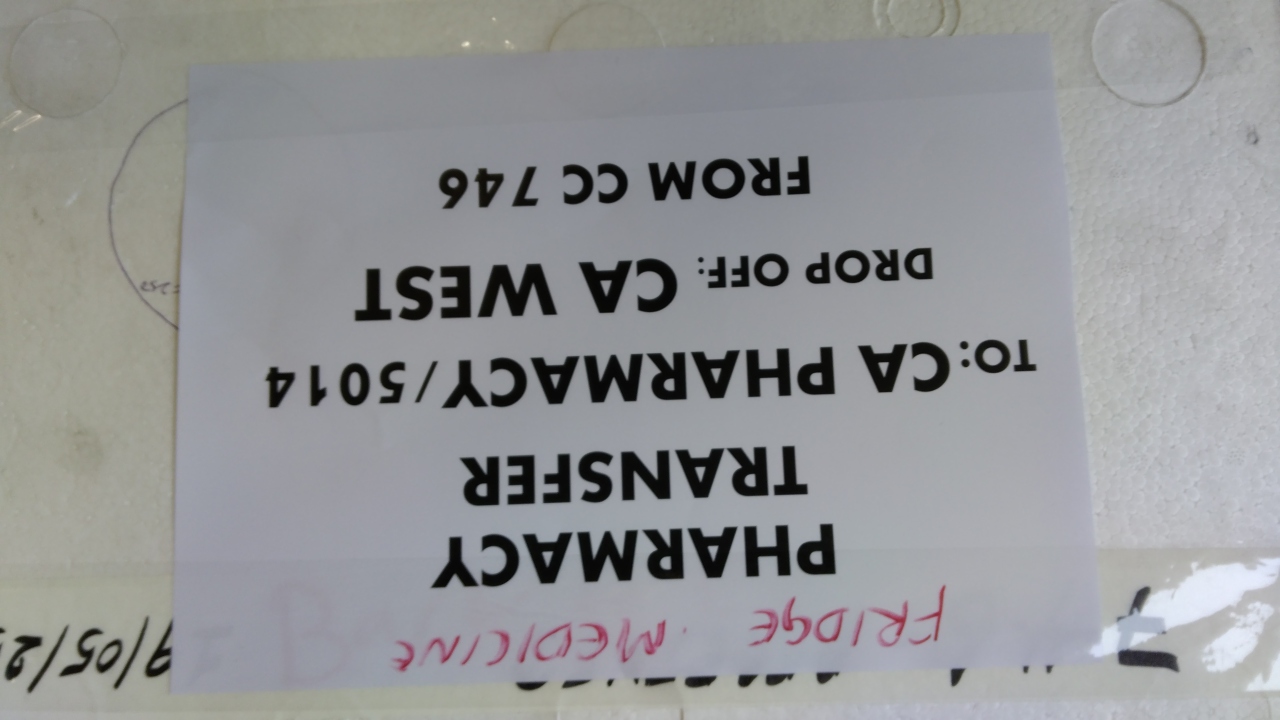 FRIDGE MEDICINE
PHARMACY
TRANSFER
TO: CA PHARMACY/5014
DROP OFF: CA WEST
FROM CC 746